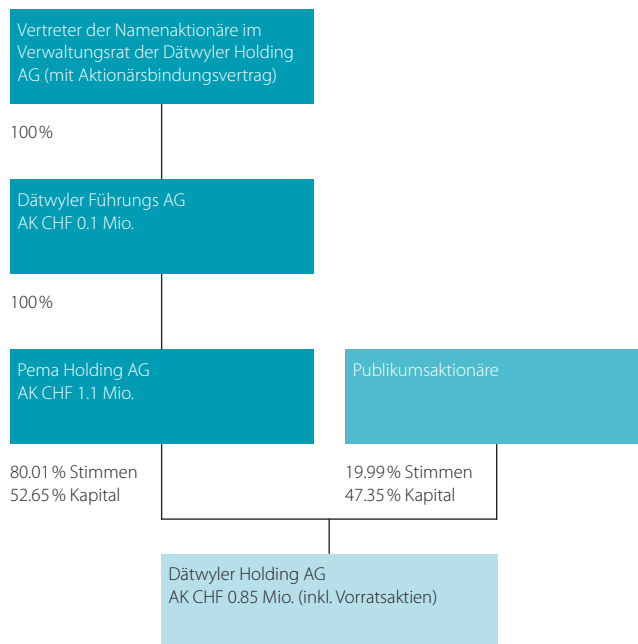 Vertreter der Namenaktionäre im
Verwaltungsrat der Dätwyler Holding
AG (mit Aktionärsbindungsvertrag)
100%
Dätwyler Führungs AG
AK CHF 0.1 Mio.
100%
Pema Holding AG
AK CHF 1.1 Mio.
Publikumsaktionäre
80.01% Stimmen
52.65% Kapital
19.99% Stimmen
47.35% Kapital
Dätwyler Holding AG
AK CHF 0.85 Mio. (inkl. Vorratsaktien)